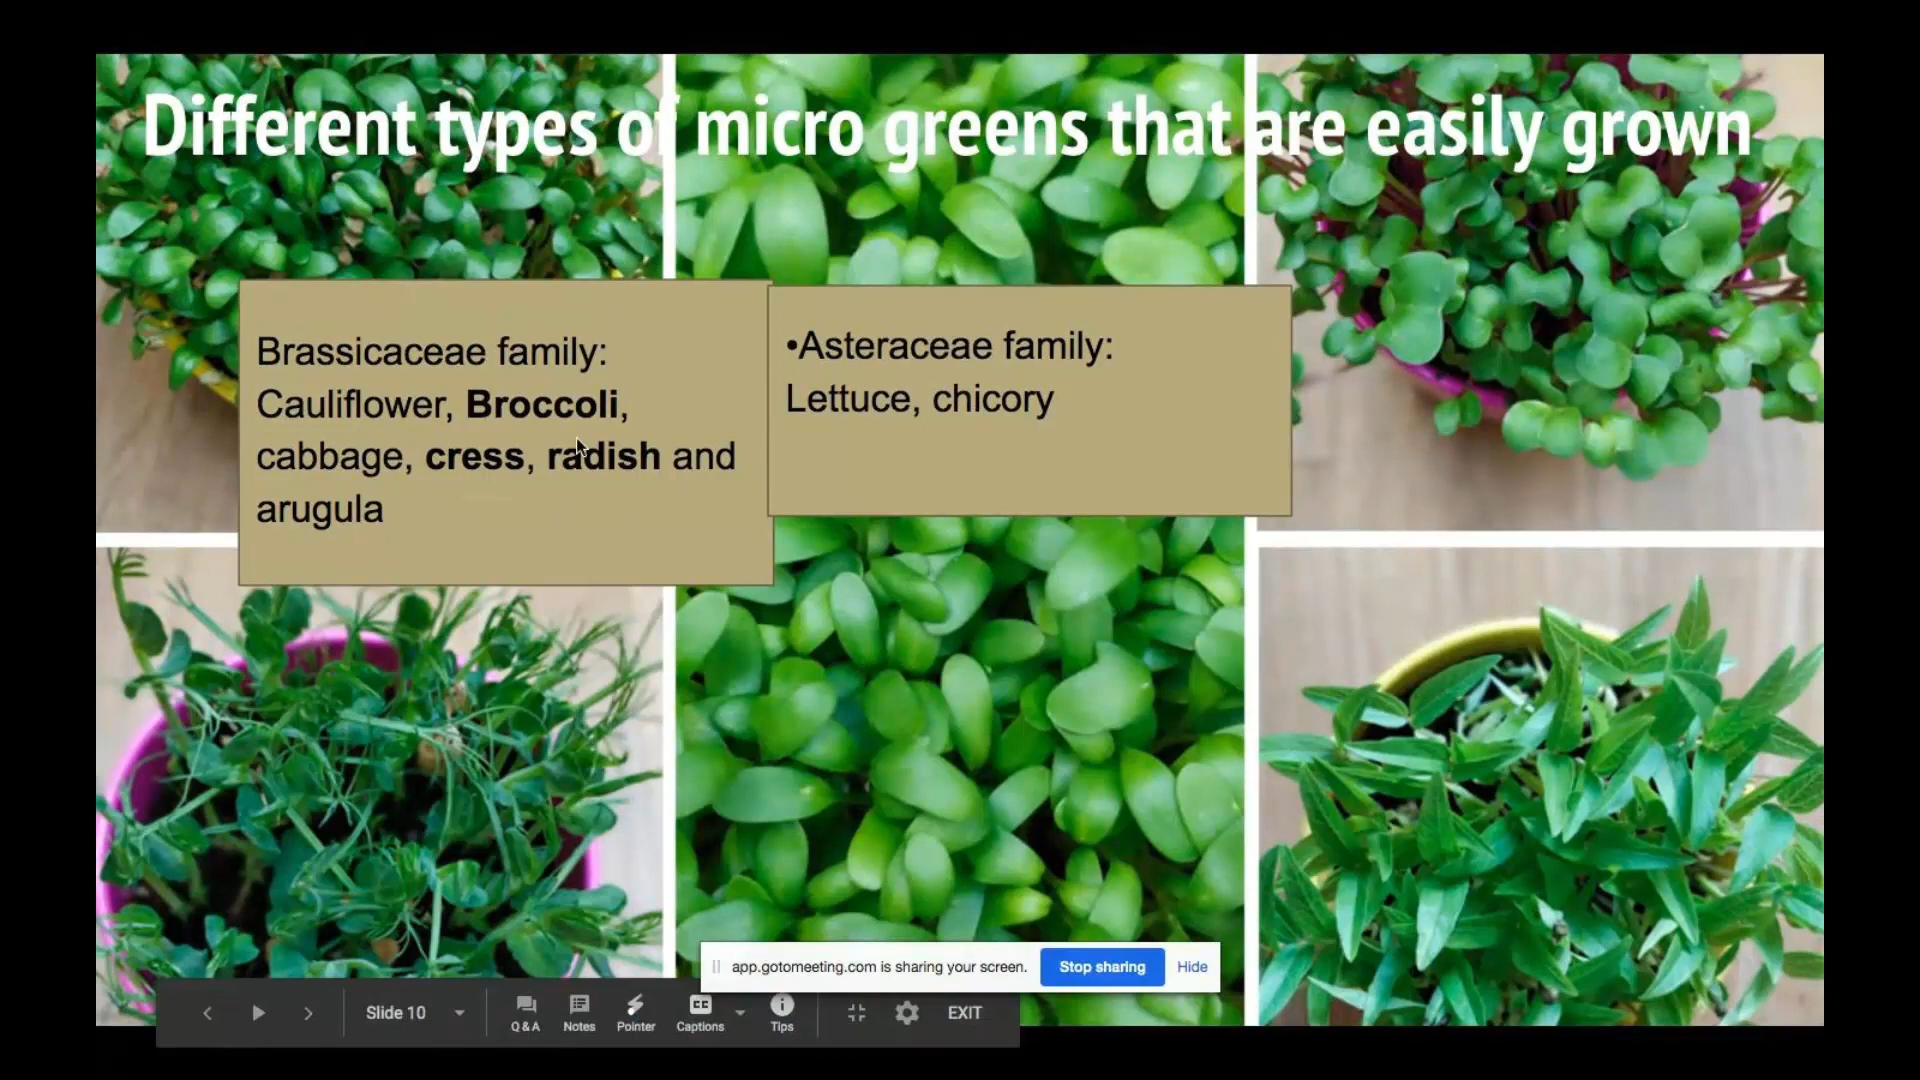 Different types of micro greens that are easily grown
Brassicaceae family:
Cauliflower, Broccoli,
cabbage, cress, radish and
arugula
•Asteraceae family:
Lettuce, chicory
app.gotomeeting.com is sharing your screen.
Stop sharing
Hide
Slide 10
Q & A
Notes
Pointer
CC
Captions
Tips
EXIT